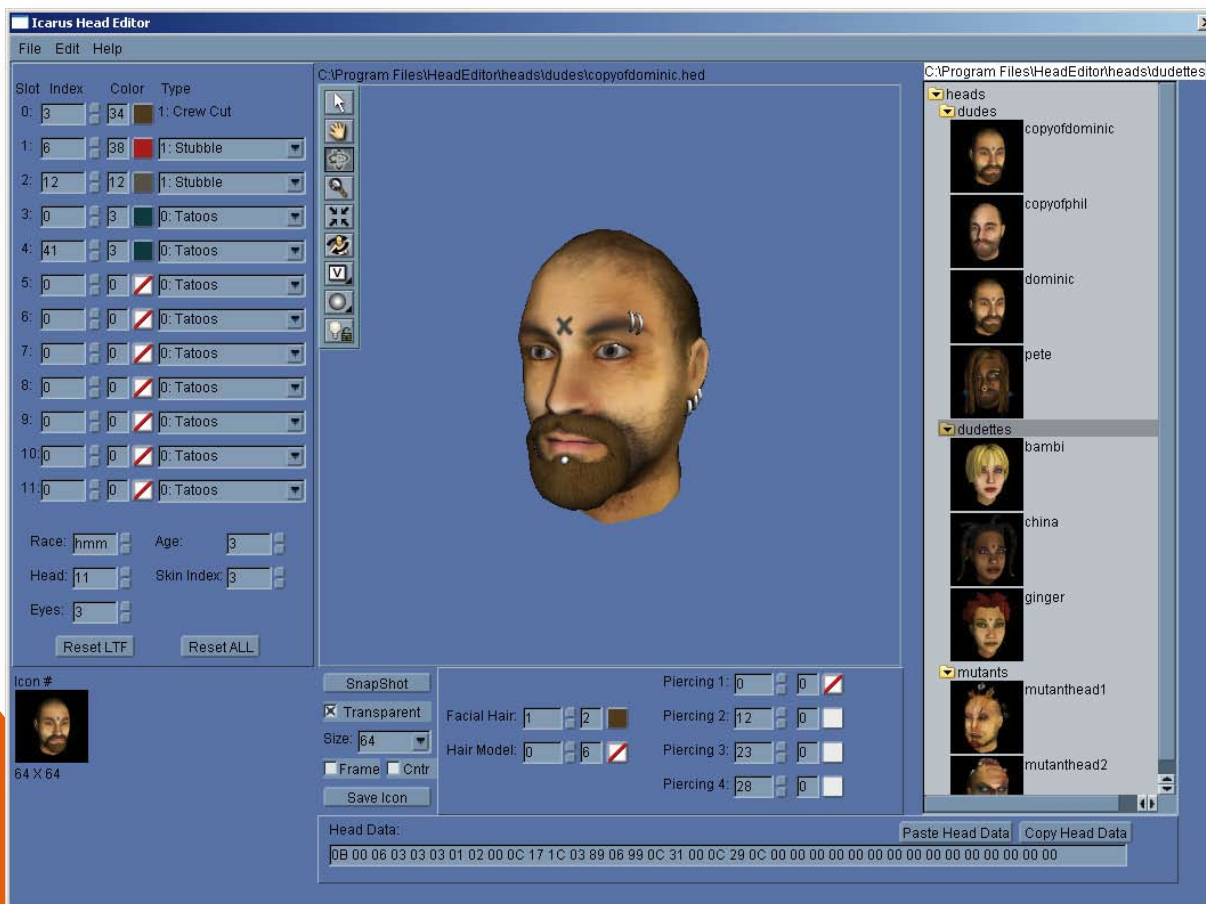 Icarus Head Editor
File Edit Help
Slot Index Color Type
0: 3 34 1: Crew Cut
1: 6 38 1: Stubble
2: 12 12 1: Stubble
3: 0 3 0: Tatoos
4: 41 3 0: Tatoos
5: 0 0 0: Tatoos
6: 0 0 0: Tatoos
7: 0 0 0: Tatoos
8: 0 0 0: Tatoos
9: 0 0 0: Tatoos
10: 0 0 0: Tatoos
11: 0 0 0: Tatoos
Race: hmm Age: 3
Head: 11 Skin Index: 3
Eyes: 3
Reset LTF Reset ALL
Icon #
64 X 64
C:\Program Files\HeadEditor\heads\dudes\copyofdominic.hed
V
SnapShot
Transparent
Size: 64
Frame Cntr
Save Icon
Facial Hair: 1 2
Hair Model: 0 6
Piercing 1: 0 0
Piercing 2: 12 0
Piercing 3: 23 0
Piercing 4: 28 0
Head Data:
Paste Head Data Copy Head Data
0B 00 06 03 03 03 01 02 00 0C 17 1C 03 89 06 99 0C 31 00 0C 29 0C 00 00 00 00 00 00 00 00 00 00 00 00 00 00
C:\Program Files\HeadEditor\heads\dudettes
heads
dudes
copyofdominic
copyofphil
dominic
pete
dudettes
bambi
china
ginger
mutants
mutanthead1
mutanthead2